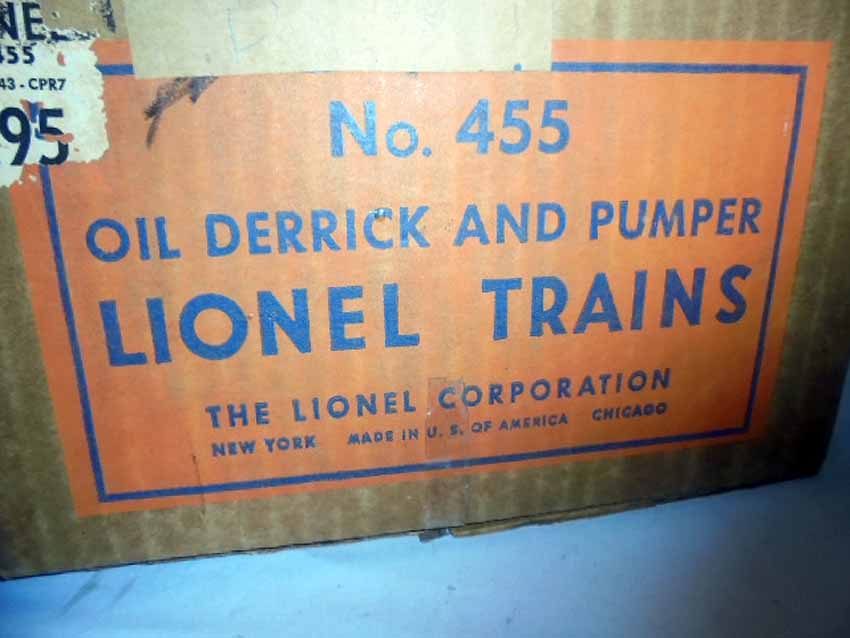 455
43 - CPR7
95
No. 455
OIL DERRICK AND PUMPER
LIONEL TRAINS
THE LIONEL CORPORATION
NEW YORK MADE IN U. S. OF AMERICA CHICAGO